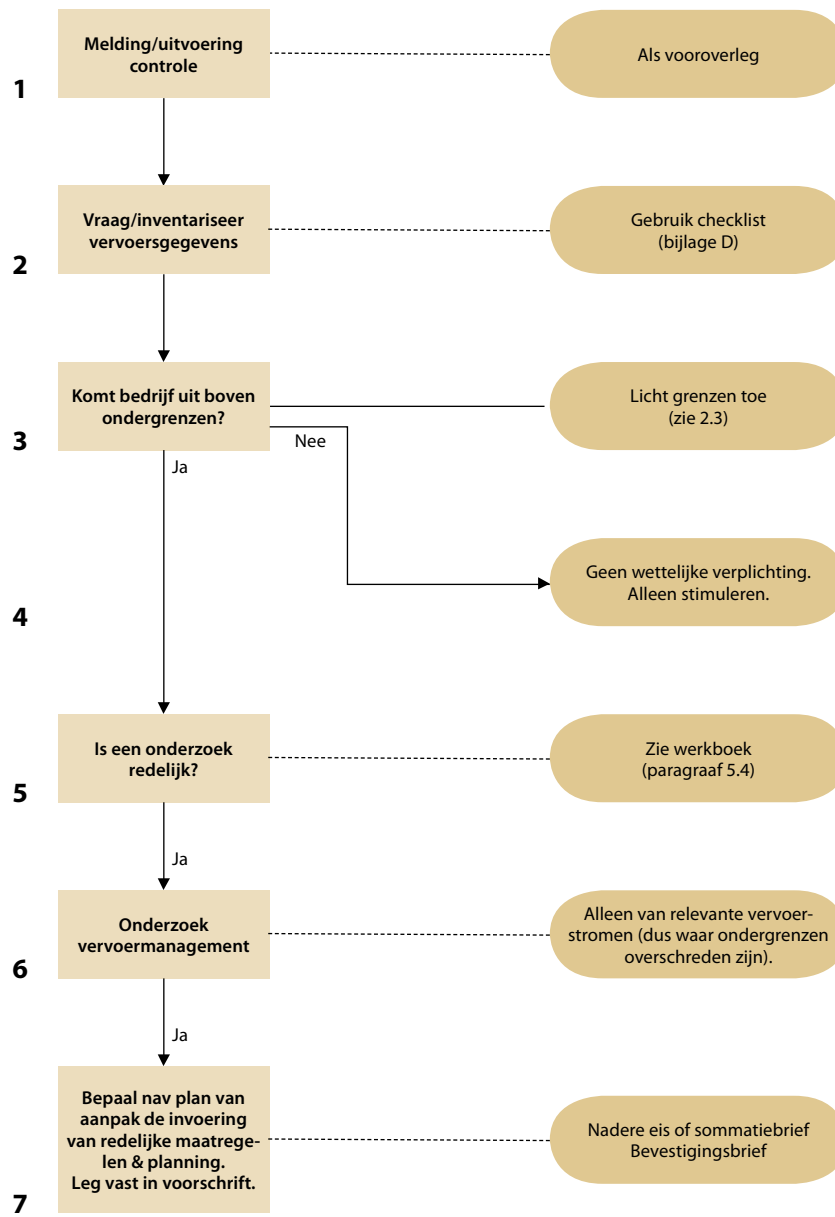 Melding/uitvoering
controle
Als vooroverleg
1
Vraag/inventariseer
vervoersgegevens
Gebruik checklist
(bijlage D)
2
Komt bedrijf uit boven
ondergrenzen?
Licht grenzen toe
(zie 2.3)
3
Nee
Ja
Geen wettelijke verplichting.
Alleen stimuleren.
4
Is een onderzoek
redelijk?
Zie werkboek
(paragraaf 5.4)
5
Ja
Onderzoek
vervoermanagement
Alleen van relevante vervoer-
stromen (dus waar ondergrenzen
overschreden zijn).
6
Ja
Bepaal nav plan van
aanpak de invoering
van redelijke maatrege-
len & planning.
Leg vast in voorschrift.
Nadere eis of sommatiebrief
Bevestigingsbrief
7